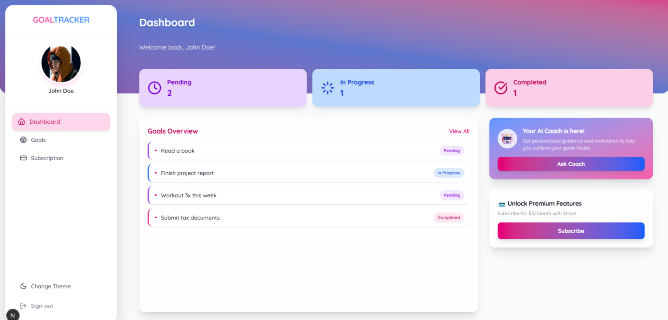 GOALTRACKER
John Doe
Dashboard
Goals
Subscription
Change Theme
Sign out
N
Dashboard
Welcome back, John Doe!
Pending
2
In Progress
1
Completed
1
Goals Overview
View All
Read a book
Pending
Finish project report
In Progress
Workout 3x this week
Pending
Submit tax documents
Completed
Your AI Coach is here!
Get personalized guidance and motivation to help
you achieve your goals faster
Ask Coach
Unlock Premium Features
Subscribe for $5/month with Stripe
Subscribe